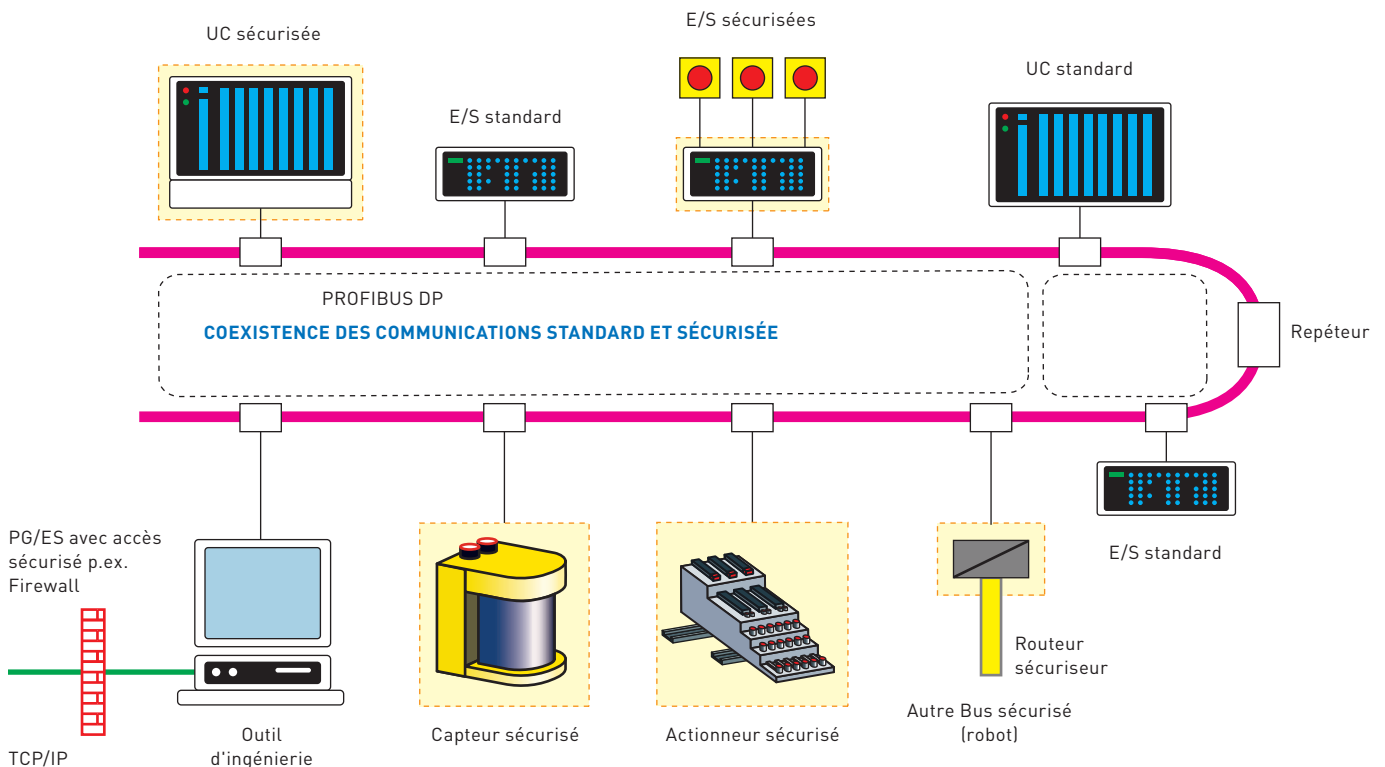 E/S sécurisées
UC sécurisée
UC standard
E/S standard
PROFIBUS DP
COEXISTENCE DES COMMUNICATIONS STANDARD ET SÉCURISÉE
Repéteur
PG/ES avec accès
sécurisé p.ex.
Firewall
E/S standard
Routeur
sécuriseur
Autre Bus sécurisé
(robot)
Outil
d'ingénierie
Capteur sécurisé
Actionneur sécurisé
TCP/IP